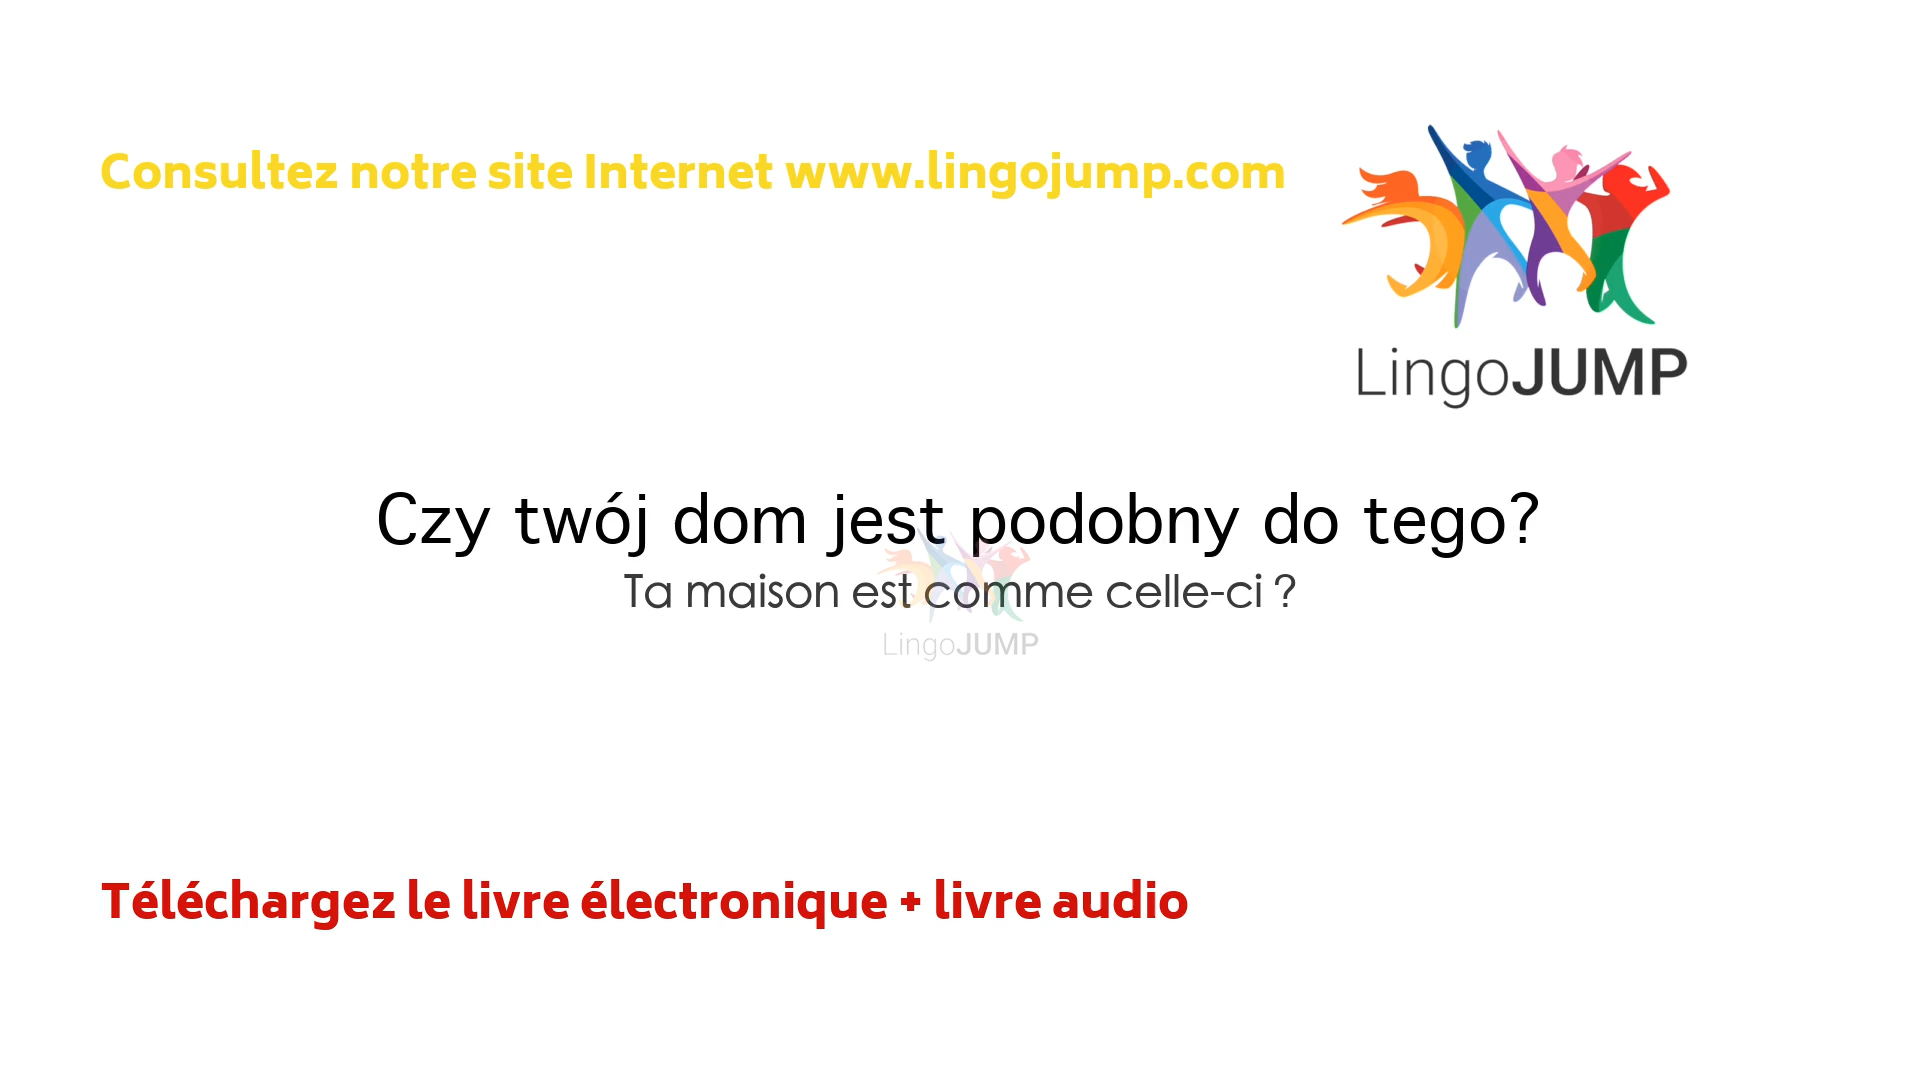 Consultez notre site Internet www.lingojump.com
LingoJUMP
Czy twój dom jest podobny do tego?
Ta maison est comme celle-ci ?
LingoJUMP
Téléchargez le livre électronique + livre audio